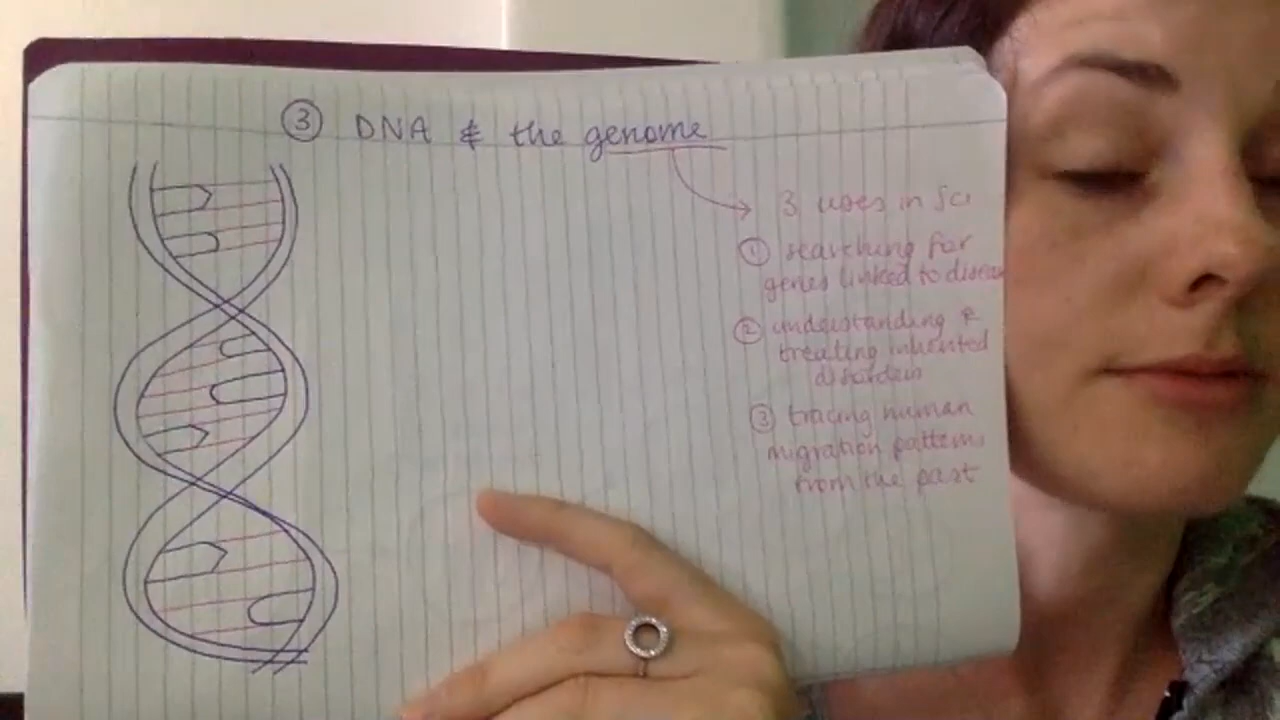 ③ DNA & the genome
3 uses in Sci
① searching for
genes linked to disease
② understanding &
treating inherited
disorders
③ tracing human
migration patterns
from the past